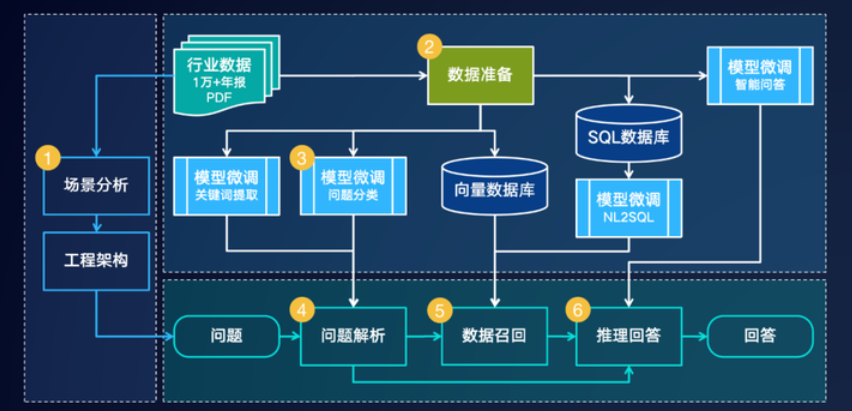 行业数据
1万+年报
PDF
2
数据准备
模型微调
智能问答
SQL数据库
1
场景分析
模型微调
关键词提取
3
模型微调
问题分类
向量数据库
模型微调
NL2SQL
工程架构
问题
4
问题解析
5
数据召回
6
推理回答
回答